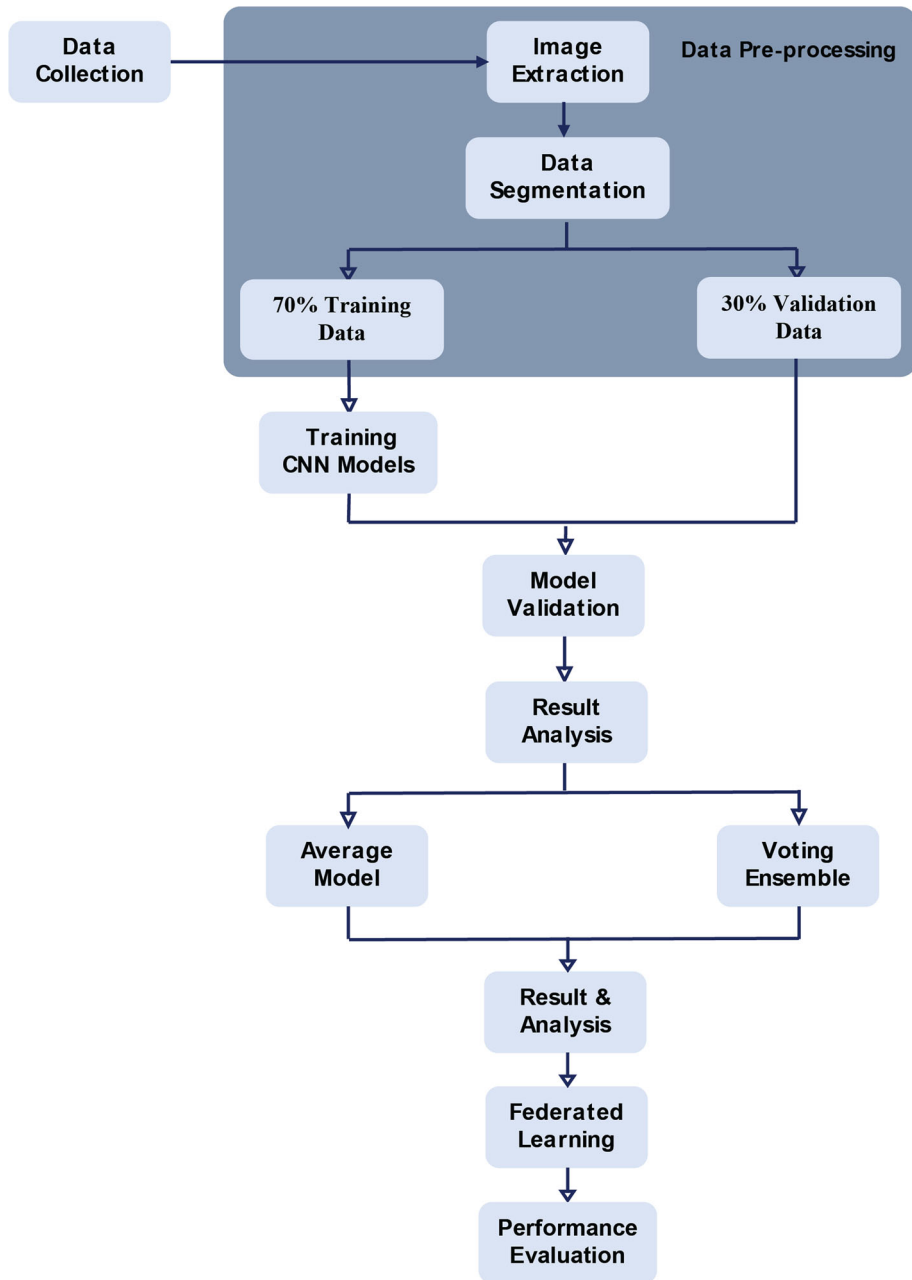 Data
Collection
Image
Extraction
Data Pre-processing
Data
Segmentation
70% Training
Data
30% Validation
Data
Training
CNN Models
Model
Validation
Result
Analysis
Average
Model
Voting
Ensemble
Result &
Analysis
Federated
Learning
Performance
Evaluation